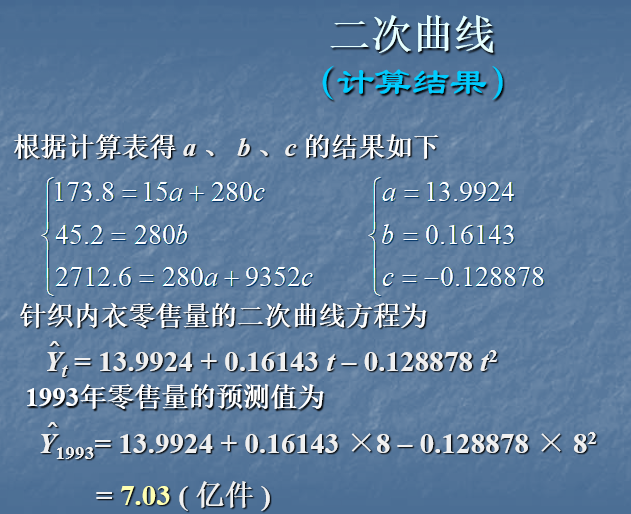 二次曲线
(计算结果)
根据计算表得 a 、 b 、c 的结果如下
173.8 = 15a + 280c
45.2 = 280b
2712.6 = 280a + 9352c
a = 13.9924
b = 0.16143
c = −0.128878
针织内衣零售量的二次曲线方程为
Ŷt = 13.9924 + 0.16143 t – 0.128878 t²
1993年零售量的预测值为
Ŷ1993= 13.9924 + 0.16143 ×8 – 0.128878 × 8²
= 7.03 ( 亿件 )